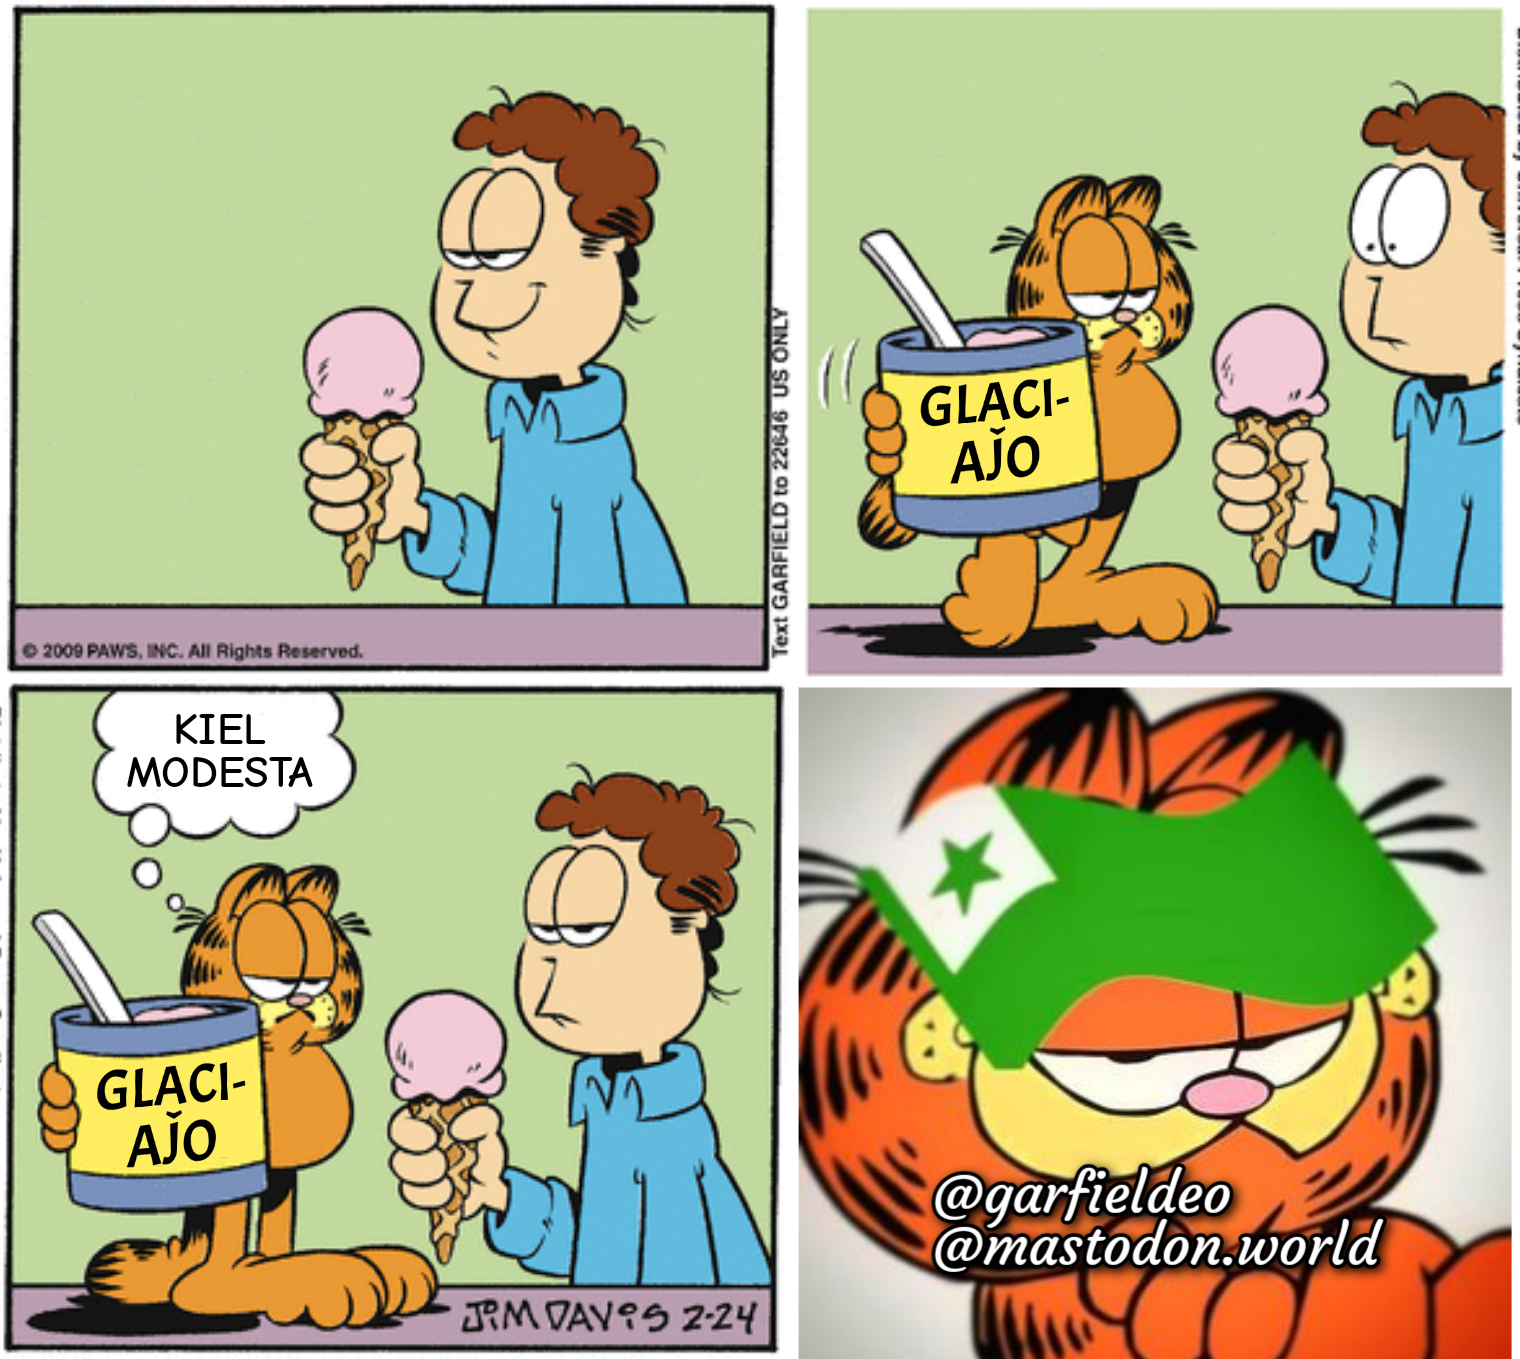 © 2009 PAWS, INC. All Rights Reserved.
Text GARFIELD to 22646 US ONLY
GLACI-
AĴO
KIEL
MODESTA
GLACI-
AĴO
JIM DAVIS 2-24
@garfieldeo
@mastodon.world